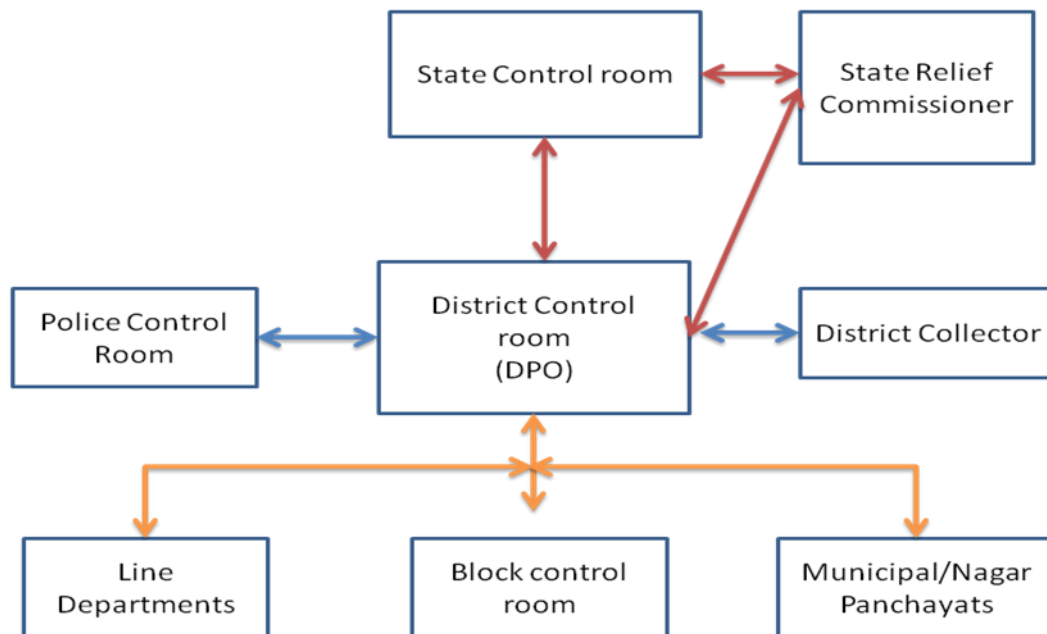 State Control room
State Relief
Commissioner
Police Control
Room
District Control
room
(DPO)
District Collector
Line
Departments
Block control
room
Municipal/Nagar
Panchayats